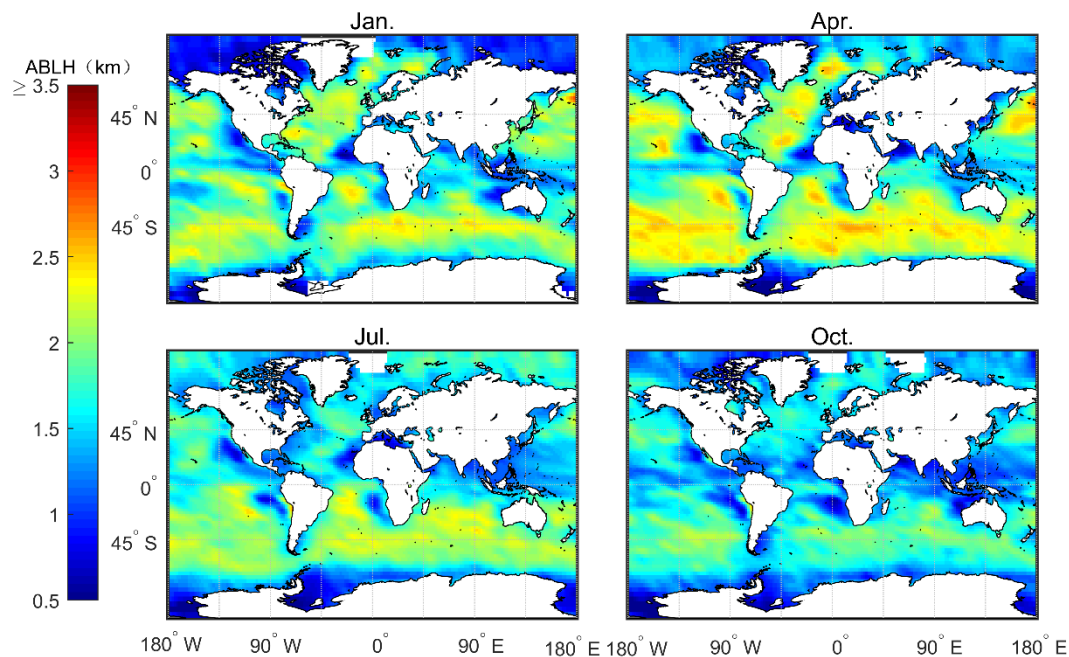 Jan.
Apr.
ABLH（km）
≥
3.5
3
2.5
2
1.5
1
0.5
45° N
0°
45° S
Jul.
Oct.
45° N
0°
45° S
180° W
90° W
0°
90° E
180° E
180° W
90° W
0°
90° E
180° E